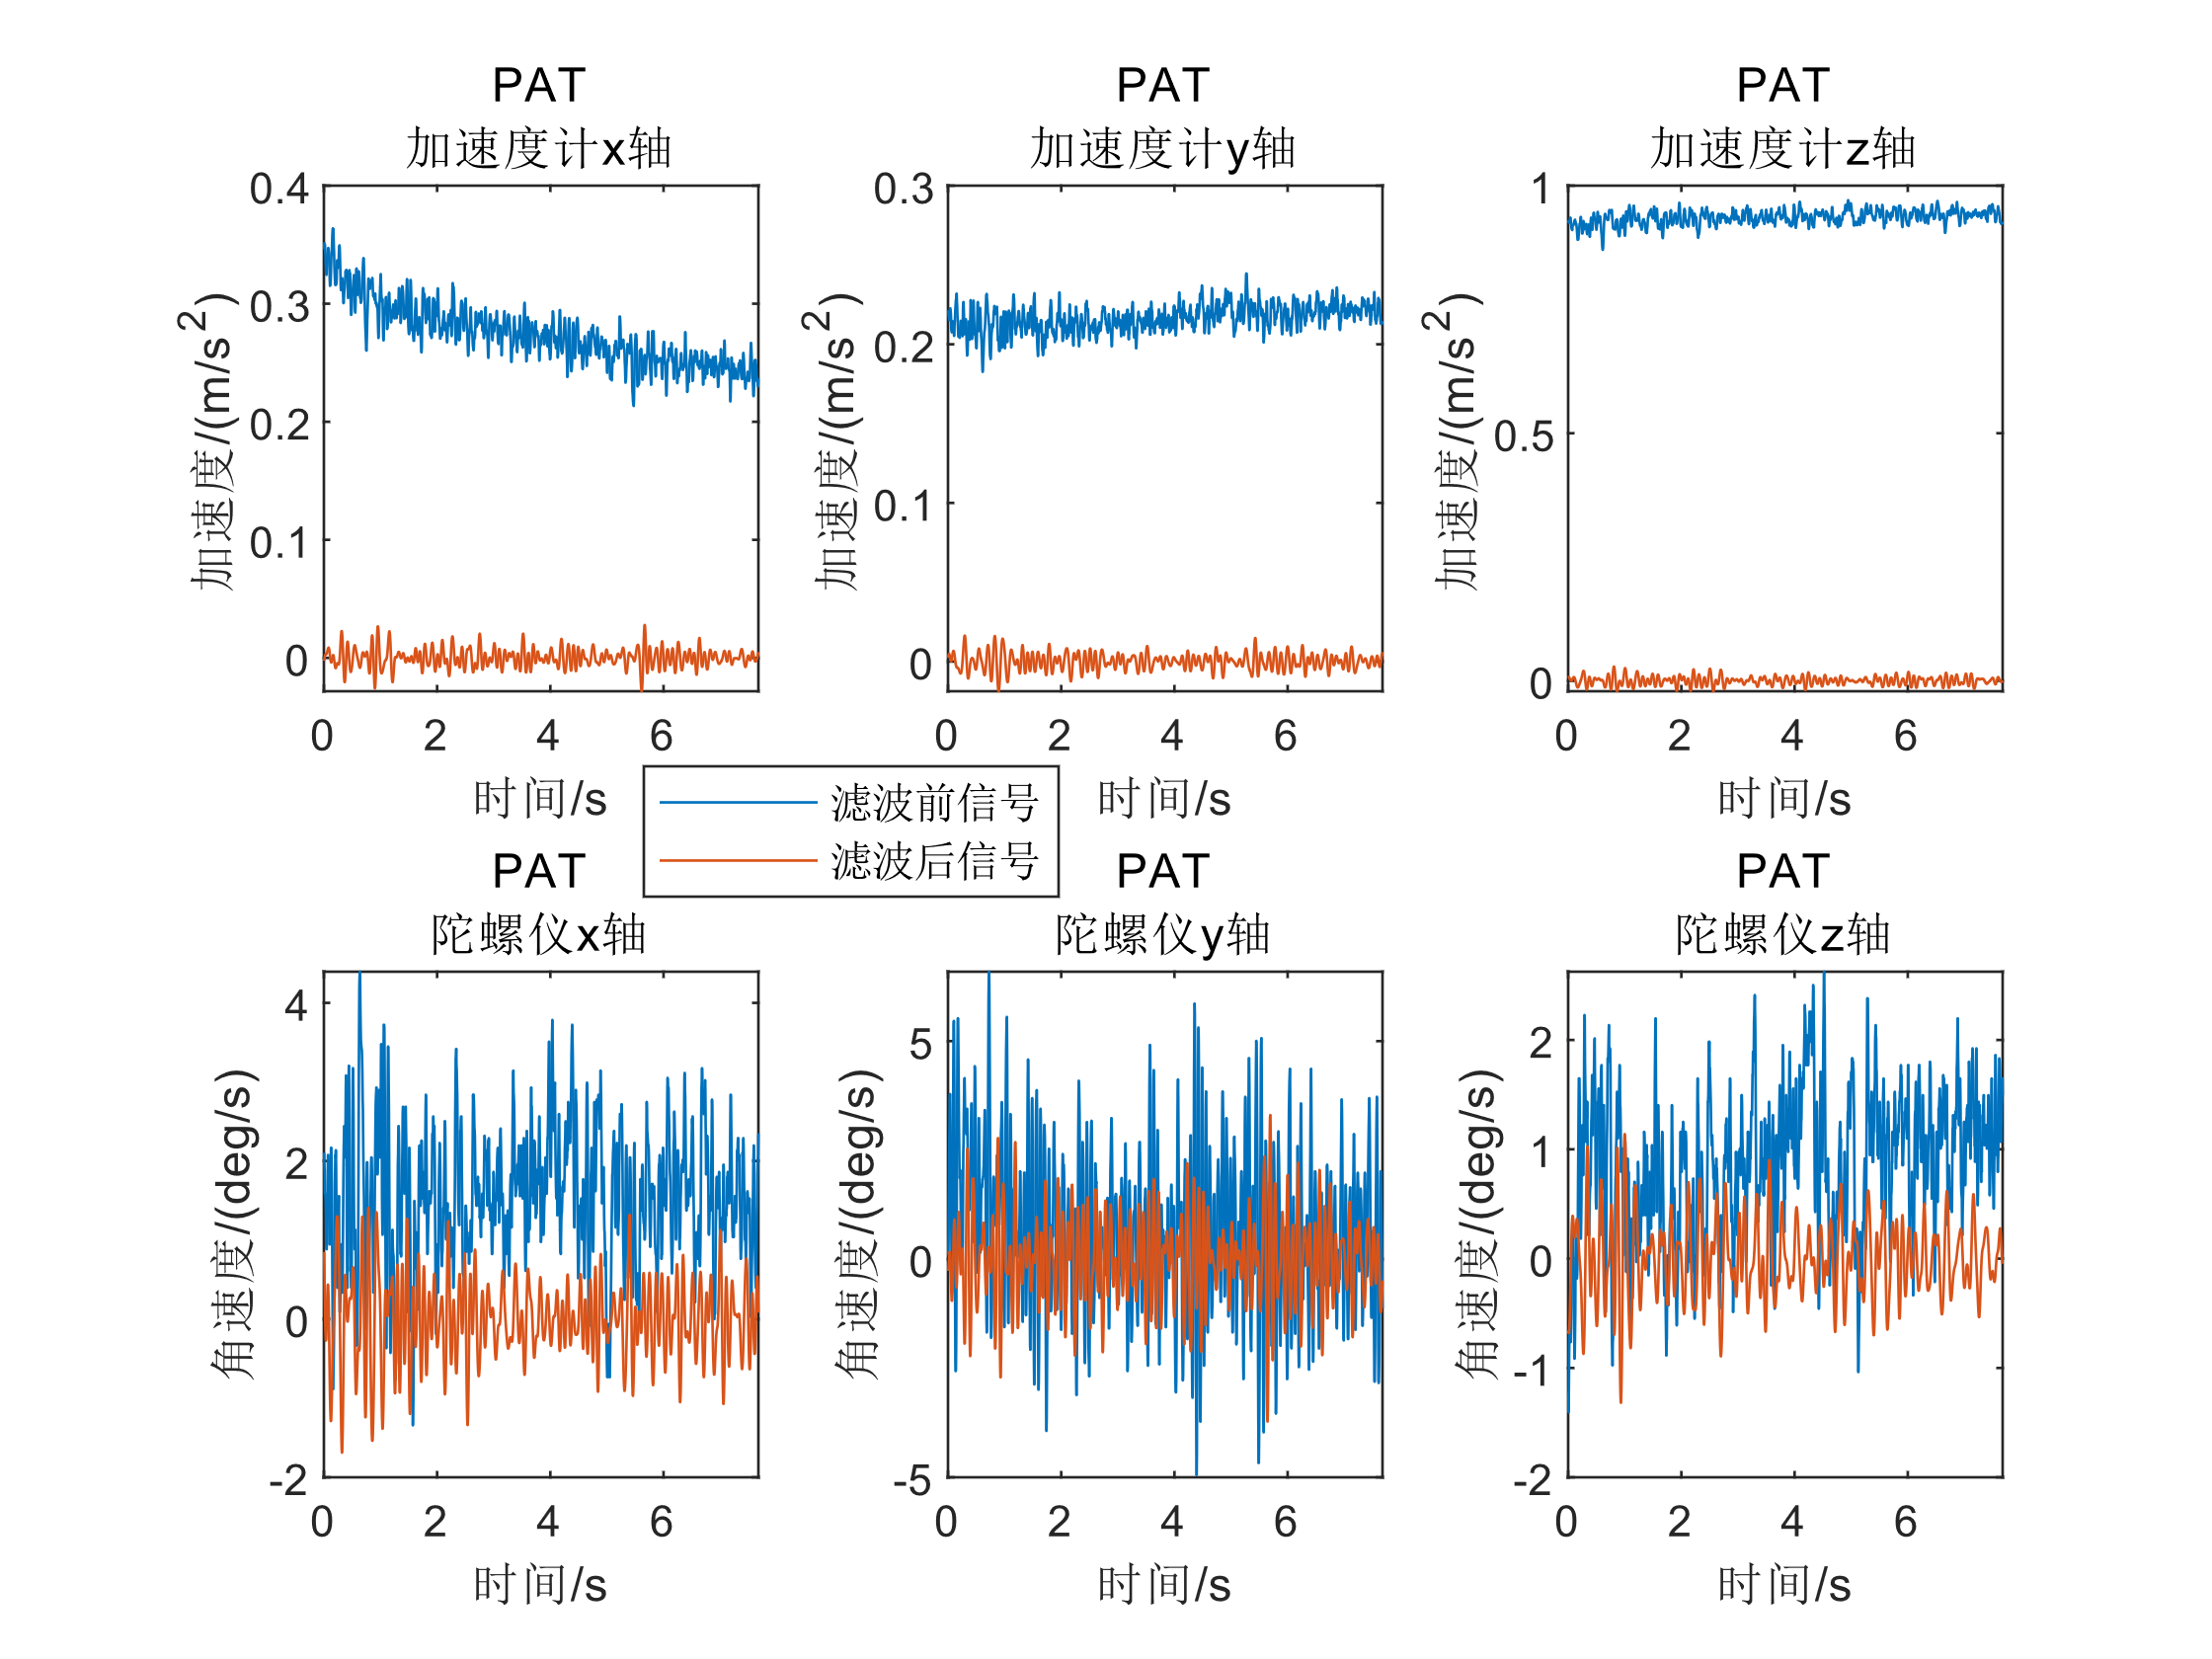 PAT
加速度计x轴
0.4
0.3
0.2
0.1
0
加速度/(m/s²)
0 2 4 6
时间/s
PAT
加速度计y轴
0.3
0.2
0.1
0
加速度/(m/s²)
0 2 4 6
时间/s
PAT
加速度计z轴
1
0.5
0
加速度/(m/s²)
0 2 4 6
时间/s
滤波前信号
滤波后信号
PAT
陀螺仪x轴
4
2
0
-2
角速度/(deg/s)
0 2 4 6
时间/s
PAT
陀螺仪y轴
5
0
-5
角速度/(deg/s)
0 2 4 6
时间/s
PAT
陀螺仪z轴
2
1
0
-1
-2
角速度/(deg/s)
0 2 4 6
时间/s